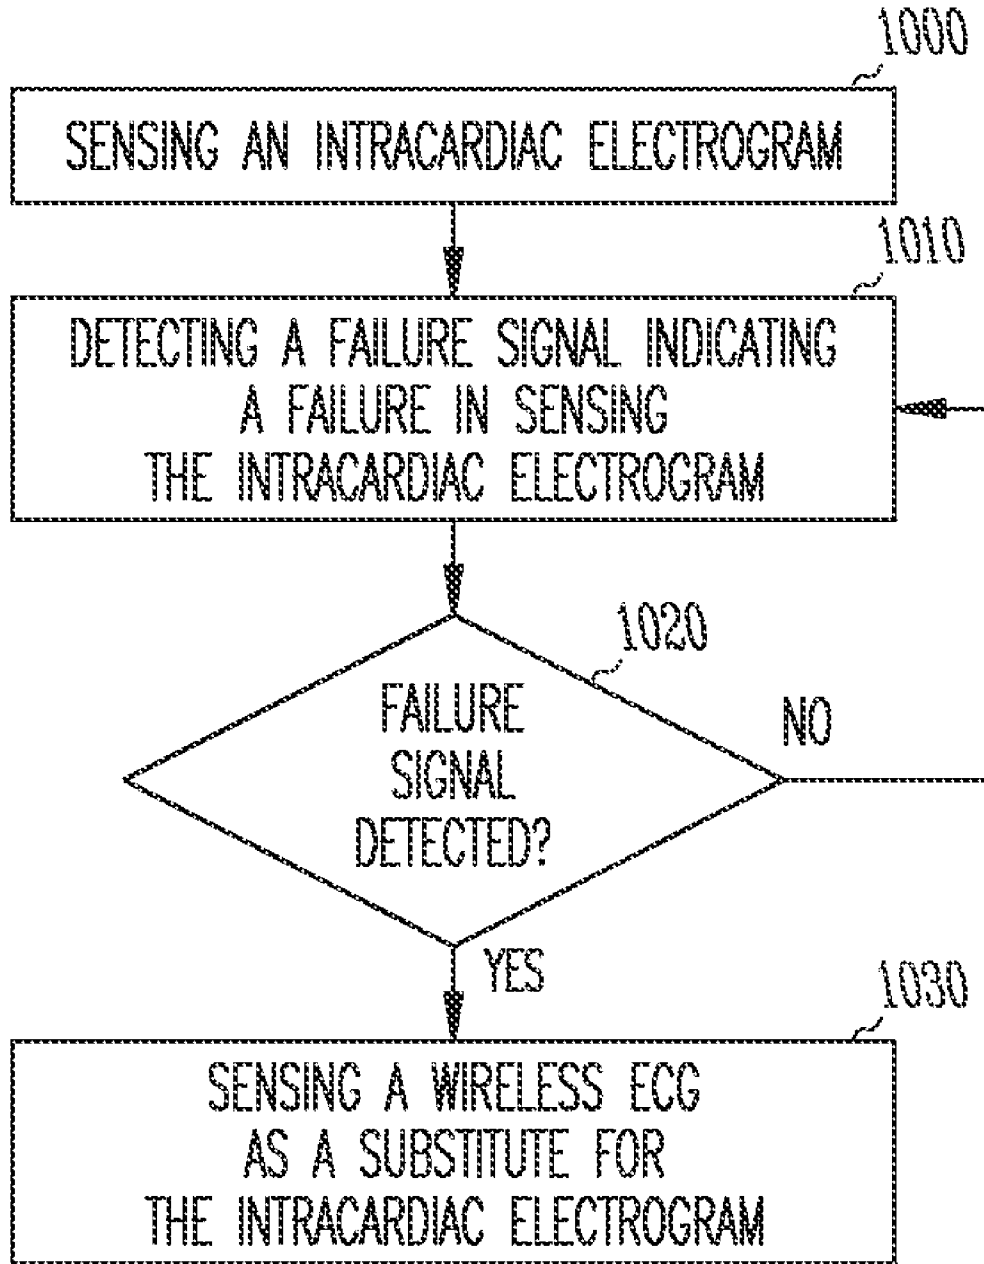 1000
SENSING AN INTRACARDIAC ELECTROGRAM
1010
DETECTING A FAILURE SIGNAL INDICATING
A FAILURE IN SENSING
THE INTRACARDIAC ELECTROGRAM
1020
FAILURE
SIGNAL
DETECTED?
NO
YES
1030
SENSING A WIRELESS ECG
AS A SUBSTITUTE FOR
THE INTRACARDIAC ELECTROGRAM